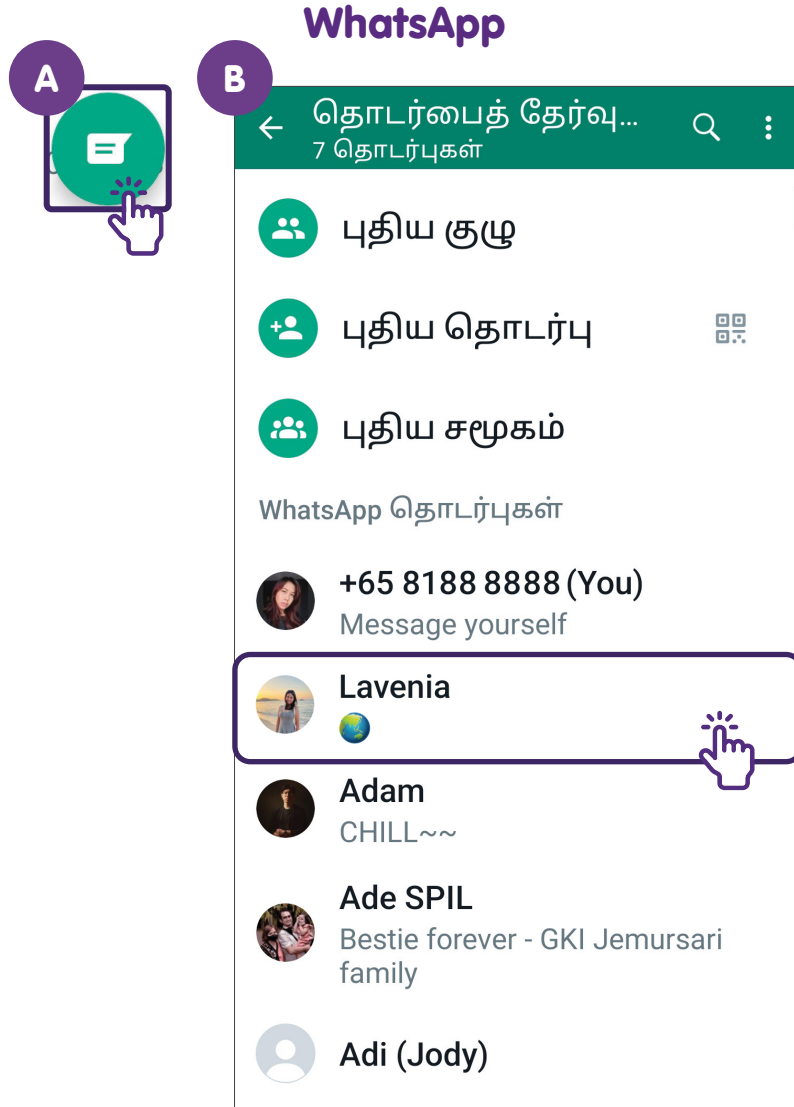 WhatsApp
A
B
தொடர்பைத் தேர்வு...
7 தொடர்புகள்
புதிய குழு
புதிய தொடர்பு
புதிய சமூகம்
WhatsApp தொடர்புகள்
+65 8188 8888 (You)
Message yourself
Lavenia
🌏
Adam
CHILL~~
Ade SPIL
Bestie forever - GKI Jemursari
family
Adi (Jody)